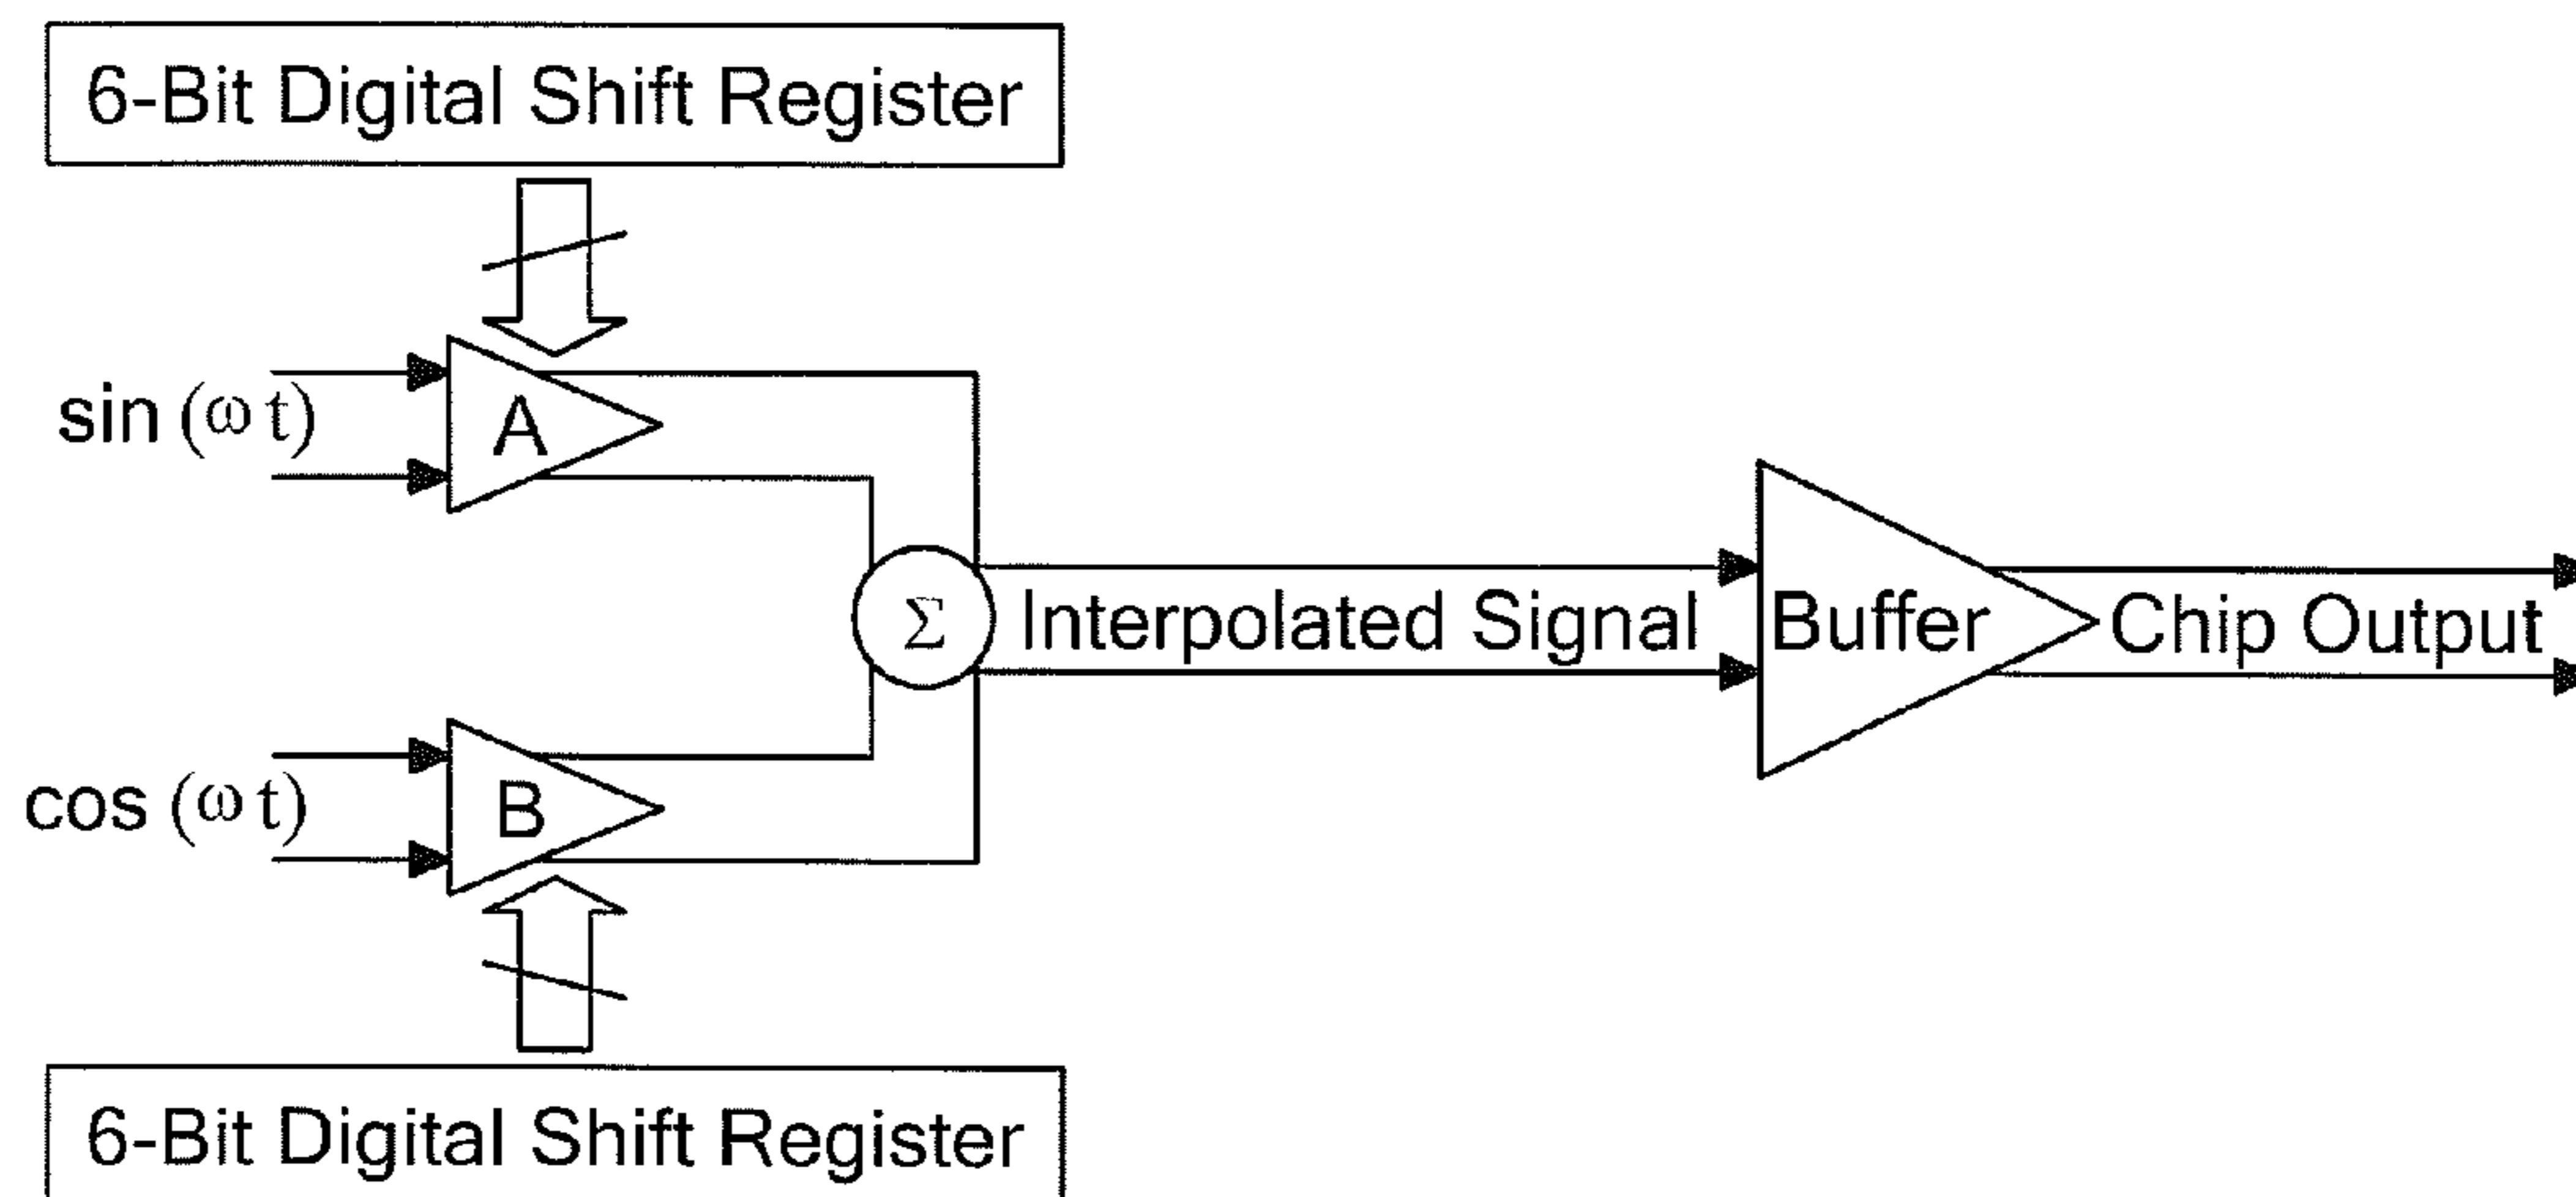 6-Bit Digital Shift Register
sin (ω t)
A
Σ
Interpolated Signal
Buffer
Chip Output
cos (ω t)
B
6-Bit Digital Shift Register